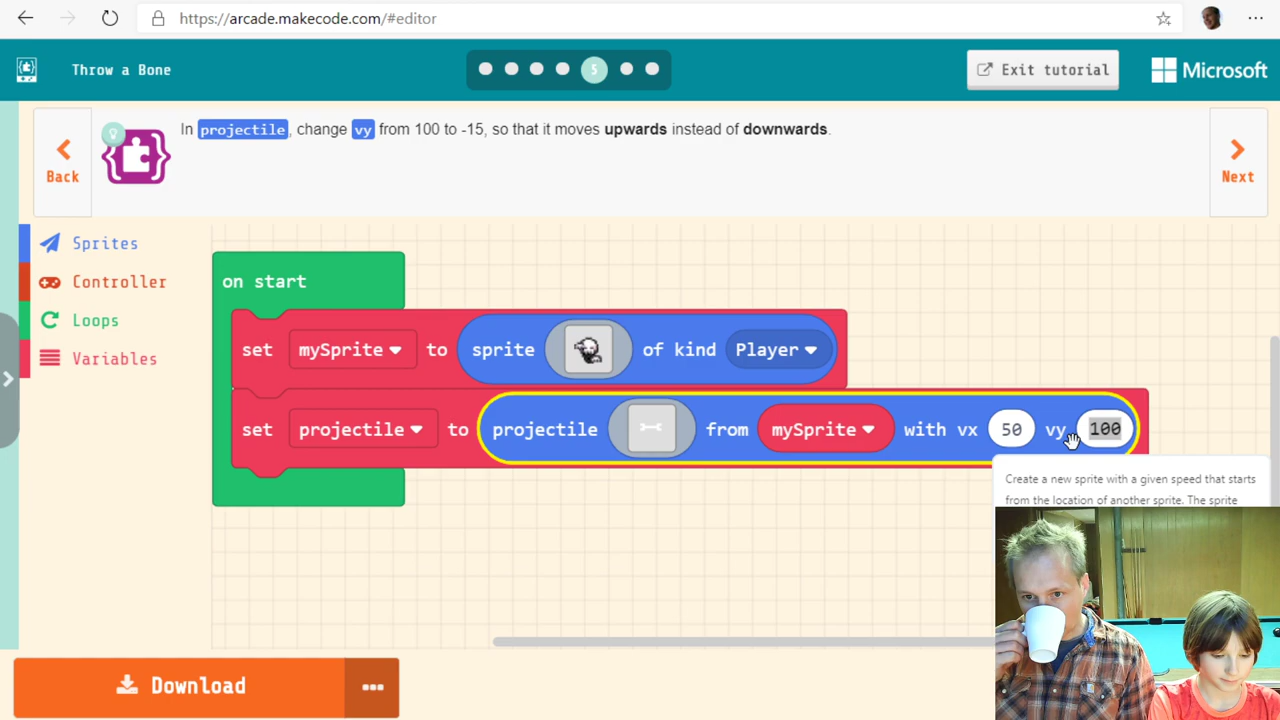 https://arcade.makecode.com/#editor
Throw a Bone
5
Exit tutorial
Microsoft
In projectile, change vy from 100 to -15, so that it moves upwards instead of downwards.
Back
Next
Sprites
Controller
Loops
Variables
on start
set mySprite to sprite of kind Player
set projectile to projectile from mySprite with vx 50 vy 100
Create a new sprite with a given speed that starts
from the location of another sprite. The sprite
Download